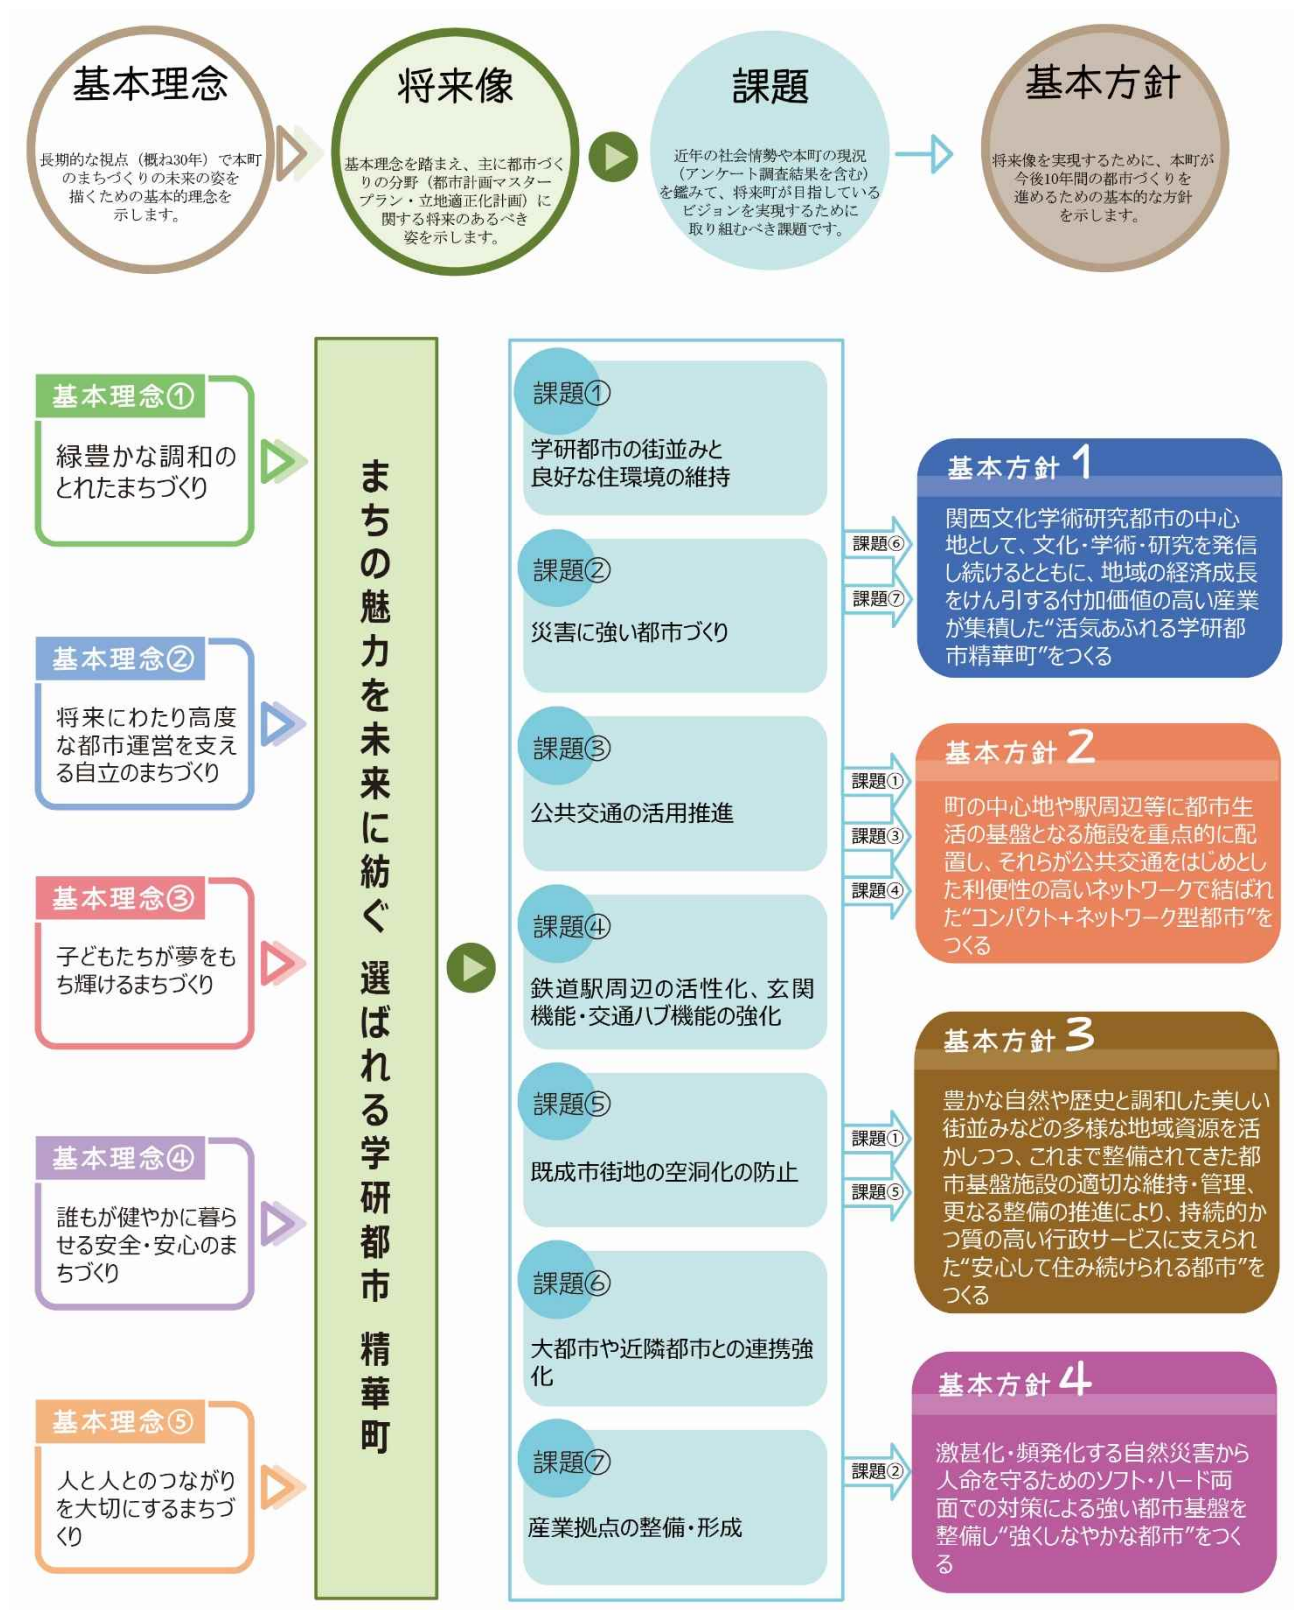 基本理念
長期的な視点（概ね30年）で本町
のまちづくりの未来の姿を
描くための基本的理念を
示します。
将来像
基本理念を踏まえ、主に都市づく
りの分野（都市計画マスター
プラン・立地適正化計画）に
関する将来のあるべき
姿を示します。
課題
近年の社会情勢や本町の現況
（アンケート調査結果を含む）
を鑑みて、将来町が目指している
ビジョンを実現するために
取り組むべき課題です。
基本方針
将来像を実現するために、本町が
今後10年間の都市づくりを
進めるための基本的な方針
を示します。
基本理念①
緑豊かな調和の
とれたまちづくり
基本理念②
将来にわたり高度
な都市運営を支え
る自立のまちづくり
基本理念③
子どもたちが夢をも
ち輝けるまちづくり
基本理念④
誰もが健やかに暮ら
せる安全・安心のま
ちづくり
基本理念⑤
人と人とのつながり
を大切にするまちづ
くり
まちの魅力を未来に紡ぐ 選ばれる学研都市 精華町
課題①
学研都市の街並みと
良好な住環境の維持
課題②
災害に強い都市づくり
課題③
公共交通の活用推進
課題④
鉄道駅周辺の活性化、玄関
機能・交通ハブ機能の強化
課題⑤
既成市街地の空洞化の防止
課題⑥
大都市や近隣都市との連携強
化
課題⑦
産業拠点の整備・形成
課題⑥
課題⑦
基本方針 1
関西文化学術研究都市の中心
地として、文化・学術・研究を発信
し続けるとともに、地域の経済成長
をけん引する付加価値の高い産業
が集積した“活気あふれる学研都
市精華町”をつくる
課題①
課題③
課題④
基本方針 2
町の中心地や駅周辺等に都市生
活の基盤となる施設を重点的に配
置し、それらが公共交通をはじめとし
た利便性の高いネットワークで結ばれ
た“コンパクト＋ネットワーク型都市”を
つくる
課題①
課題⑤
基本方針 3
豊かな自然や歴史と調和した美しい
街並みなどの多様な地域資源を活
かしつつ、これまで整備されてきた都
市基盤施設の適切な維持・管理、
更なる整備の推進により、持続的か
つ質の高い行政サービスに支えられ
た“安心して住み続けられる都市”を
つくる
課題②
基本方針 4
激甚化・頻発化する自然災害から
人命を守るためのソフト・ハード両
面での対策による強い都市基盤を
整備し“強くしなやかな都市”をつく
る